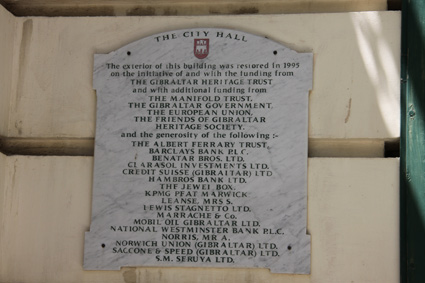 THE CITY HALL
The exterior of this building was restored in 1995
on the initiative of and with the funding from
THE GIBRALTAR HERITAGE TRUST
and with additional funding from
THE MANIFOLD TRUST.
THE GIBRALTAR GOVERNMENT.
THE EUROPEAN UNION.
THE FRIENDS OF GIBRALTAR
HERITAGE SOCIETY.
and the generosity of the following :-
THE ALBERT FERRARY TRUST.
BARCLAYS BANK PLC.
BENATAR BROS. LTD.
CLARASOL INVESTMENTS LTD.
CREDIT SUISSE (GIBRALTAR) LTD
HAMBROS BANK LTD.
THE JEWEL BOX.
KPMG PEAT MARWICK
LEANSE, MRS S.
LEWIS STAGNETTO LTD.
MARRACHE & Co.
MOBIL OIL GIBRALTAR LTD.
NATIONAL WESTMINSTER BANK P.L.C.
NORRIS, MR A.
NORWICH UNION (GIBRALTAR) LTD.
SACCONE & SPEED (GIBRALTAR) LTD.
S.M. SERUYA LTD.